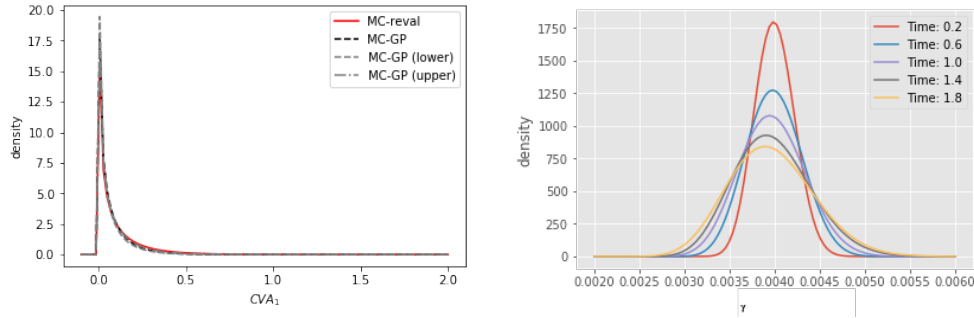 20.0
17.5
15.0
12.5
10.0
7.5
5.0
2.5
0.0
density
0.0 0.5 1.0 1.5 2.0
CVA₁
MC-reval
MC-GP
MC-GP (lower)
MC-GP (upper)
1750
1500
1250
1000
750
500
250
0
density
0.0020 0.0025 0.0030 0.0035 0.0040 0.0045 0.0050 0.0055 0.0060
γ
Time: 0.2
Time: 0.6
Time: 1.0
Time: 1.4
Time: 1.8